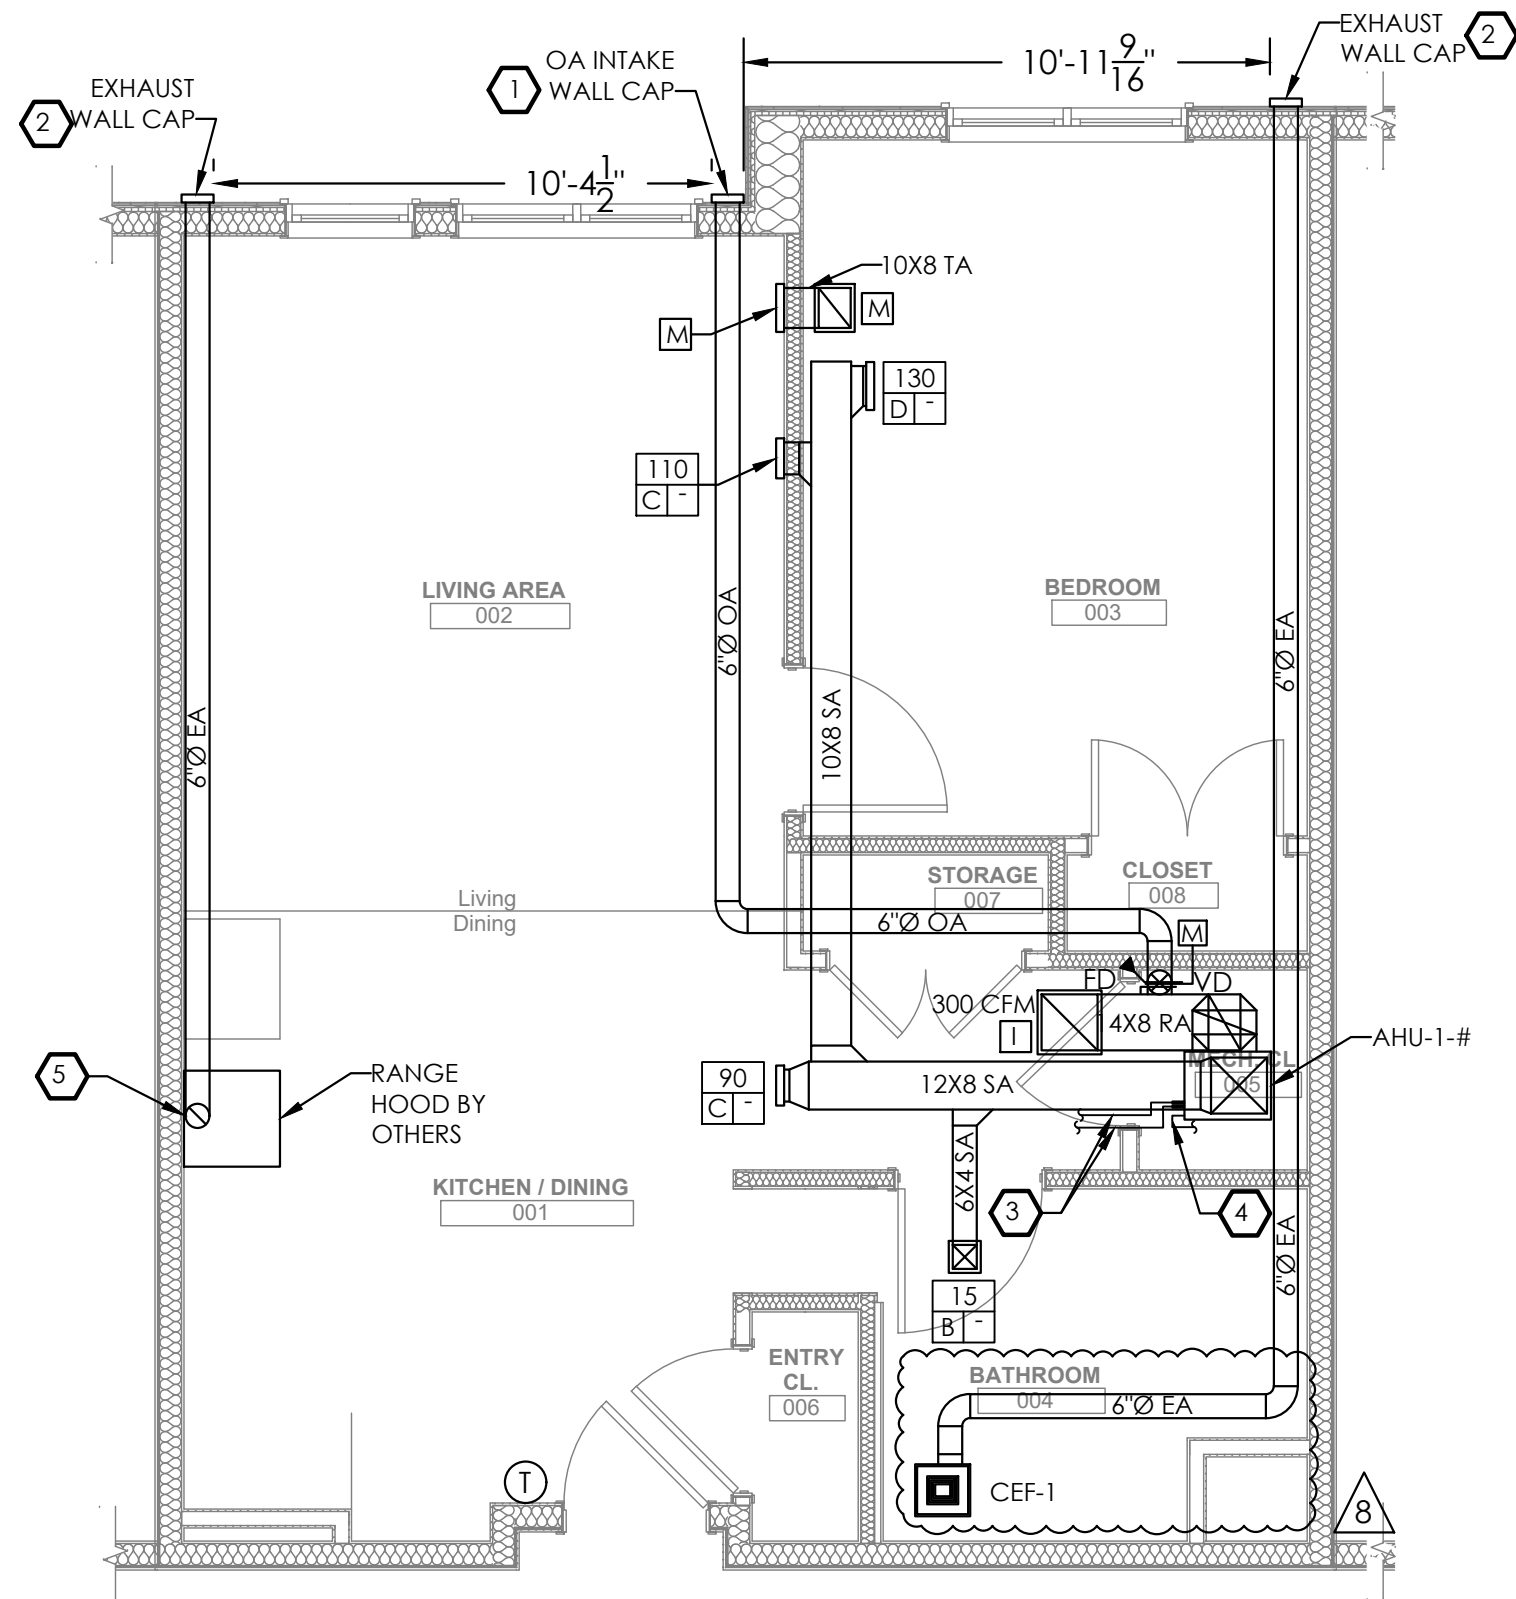 EXHAUST
WALL CAP
2
OA INTAKE
WALL CAP
1
10'-11 9/16"
EXHAUST
WALL CAP
2
10'-4 1/2"
10X8 TA
M
M
130
D -
110
C -
LIVING AREA
002
BEDROOM
003
6"Ø OA
6"Ø EA
6"Ø EA
10X8 SA
Living
Dining
STORAGE
007
CLOSET
008
6"Ø OA
M
FD
VD
300 CFM
I
4X8 RA
AHU-1-#
MECH. CL.
005
12X8 SA
90
C -
5
RANGE
HOOD BY
OTHERS
6X4 SA
3
4
KITCHEN / DINING
001
6"Ø EA
15
B -
ENTRY
CL.
006
BATHROOM
004
6"Ø EA
CEF-1
T
8